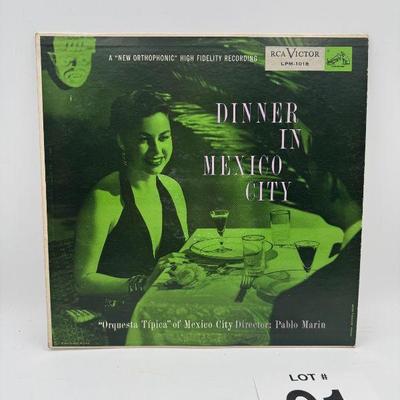 A "NEW ORTHOPHONIC" HIGH FIDELITY RECORDING
RCA VICTOR
LPM-1018
DINNER
IN
MEXICO
CITY
"Orquesta Típica" of Mexico City Director: Pablo Marin
LOT #